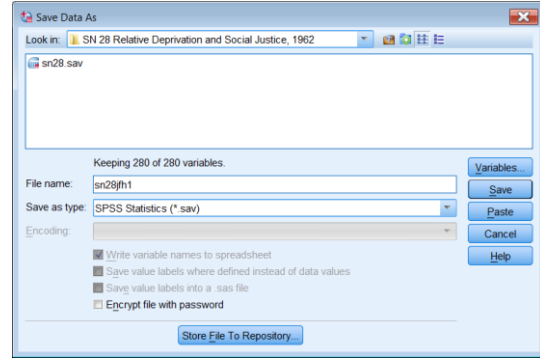 Save Data As
Look in: SN 28 Relative Deprivation and Social Justice, 1962
sn28.sav
Keeping 280 of 280 variables.
Variables...
File name: sn28jfh1
Save
Save as type: SPSS Statistics (*.sav)
Paste
Encoding:
Cancel
Write variable names to spreadsheet
Help
Save value labels where defined instead of data values
Save value labels into a .sas file
Encrypt file with password
Store File To Repository...